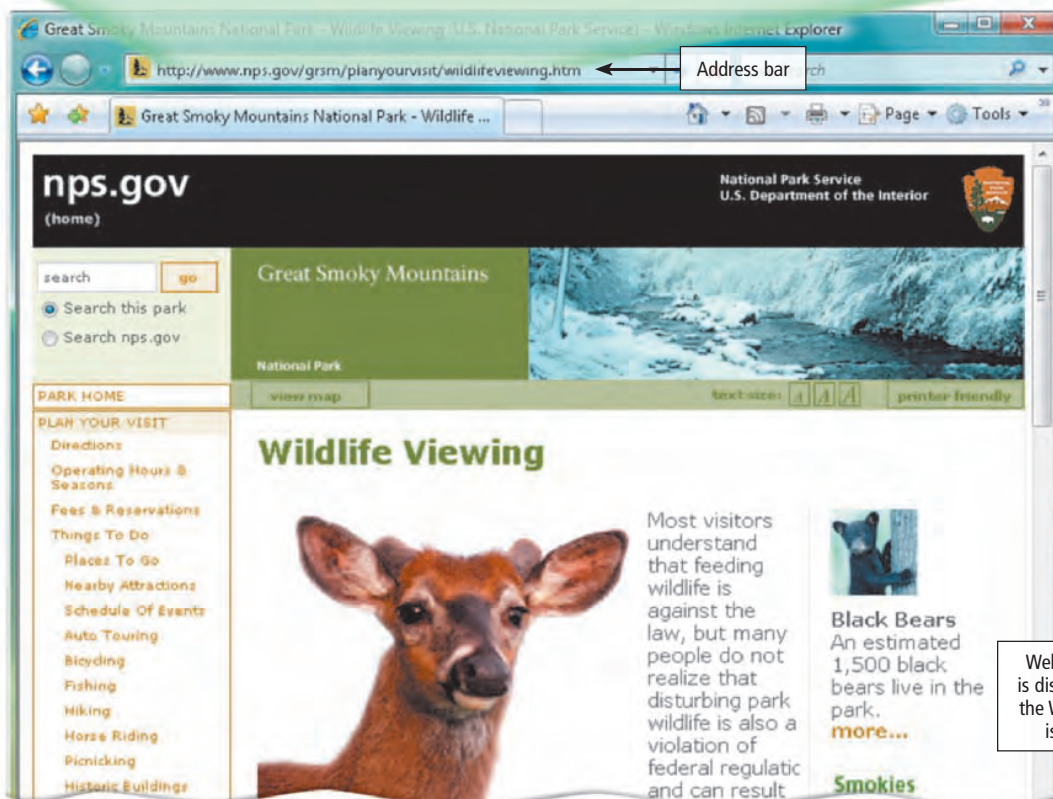 Great Smoky Mountains National Park - Wildlife Viewing (U.S. National Park Service) - Windows Internet Explorer
http://www.nps.gov/grsm/planyourvisit/wildlifeviewing.htm
Address bar
Great Smoky Mountains National Park - Wildlife ...
Page
Tools
nps.gov
(home)
National Park Service
U.S. Department of the Interior
search
go
Search this park
Search nps.gov
Great Smoky Mountains
National Park
PARK HOME
view map
text size: A A A
printer friendly
PLAN YOUR VISIT
Directions
Operating Hours &
Seasons
Fees & Reservations
Things To Do
Places To Go
Nearby Attractions
Schedule Of Events
Auto Touring
Bicycling
Fishing
Hiking
Horse Riding
Picnicking
Historic Buildings
Wildlife Viewing
Most visitors
understand
that feeding
wildlife is
against the
law, but many
people do not
realize that
disturbing park
wildlife is also a
violation of
federal regulatic
and can result
Black Bears
An estimated
1,500 black
bears live in the
park.
more...
Smokies
is
the
is